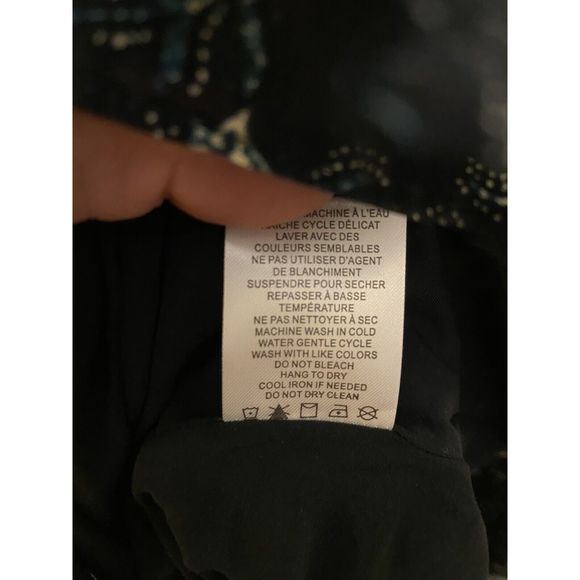 MACHINE À L'EAU
FRAÎCHE CYCLE DÉLICAT
LAVER AVEC DES
COULEURS SEMBLABLES
NE PAS UTILISER D'AGENT
DE BLANCHIMENT
SUSPENDRE POUR SECHER
REPASSER À BASSE
TEMPÉRATURE
NE PAS NETTOYER À SEC
MACHINE WASH IN COLD
WATER GENTLE CYCLE
WASH WITH LIKE COLORS
DO NOT BLEACH
HANG TO DRY
COOL IRON IF NEEDED
DO NOT DRY CLEAN